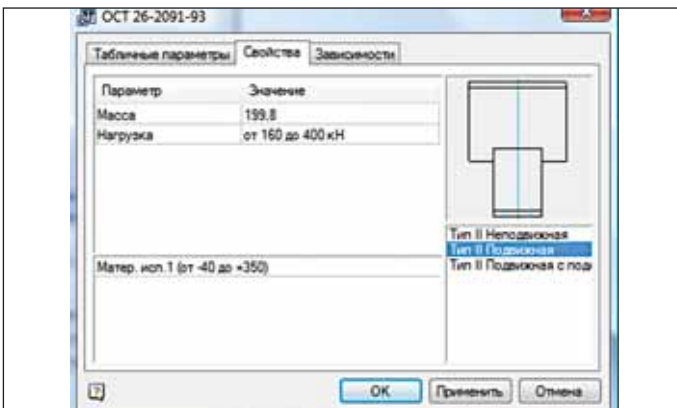 ОСТ 26-2091-93
Табличные параметры Свойства Зависимости
Параметр Значение
Масса 199.8
Нагрузка от 160 до 400 кН
Матер. исп.1 (от -40 до +350)
Тип II Неподвижная
Тип II Подвижная
Тип II Подвижная с подк
OK Применить Отмена